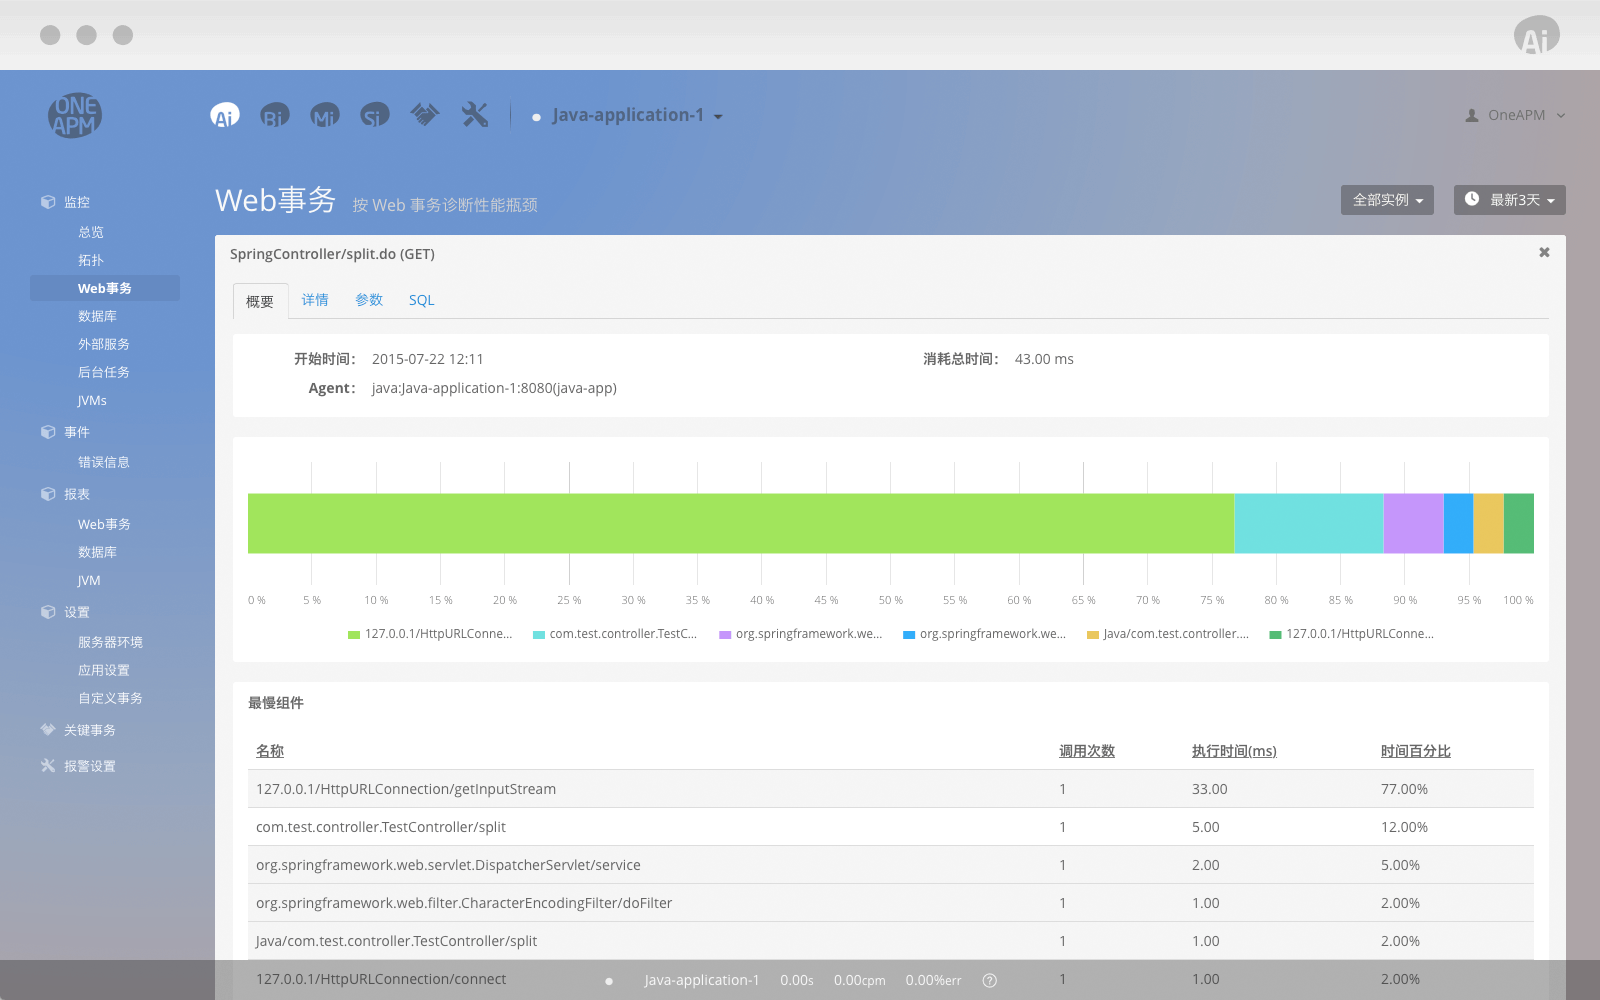 Ai
ONE
APM
Ai Bi Mi Si Java-application-1
OneAPM
监控
总览
拓扑
Web事务
数据库
外部服务
后台任务
JVMs
事件
错误信息
报表
Web事务
数据库
JVM
设置
服务器环境
应用设置
自定义事务
关键事务
报警设置
Web事务 按 Web 事务诊断性能瓶颈
全部实例 最新3天
SpringController/split.do (GET)
概要 详情 参数 SQL
开始时间: 2015-07-22 12:11 消耗总时间: 43.00 ms
Agent: java:Java-application-1:8080(java-app)
0 % 5 % 10 % 15 % 20 % 25 % 30 % 35 % 40 % 45 % 50 % 55 % 60 % 65 % 70 % 75 % 80 % 85 % 90 % 95 % 100 %
127.0.0.1/HttpURLConne... com.test.controller.TestC... org.springframework.we... org.springframework.we... Java/com.test.controller.... 127.0.0.1/HttpURLConne...
最慢组件
名称 调用次数 执行时间(ms) 时间百分比
127.0.0.1/HttpURLConnection/getInputStream 1 33.00 77.00%
com.test.controller.TestController/split 1 5.00 12.00%
org.springframework.web.servlet.DispatcherServlet/service 1 2.00 5.00%
org.springframework.web.filter.CharacterEncodingFilter/doFilter 1 1.00 2.00%
Java/com.test.controller.TestController/split 1 1.00 2.00%
127.0.0.1/HttpURLConnection/connect 1 1.00 2.00%
Java-application-1 0.00s 0.00cpm 0.00%err ?